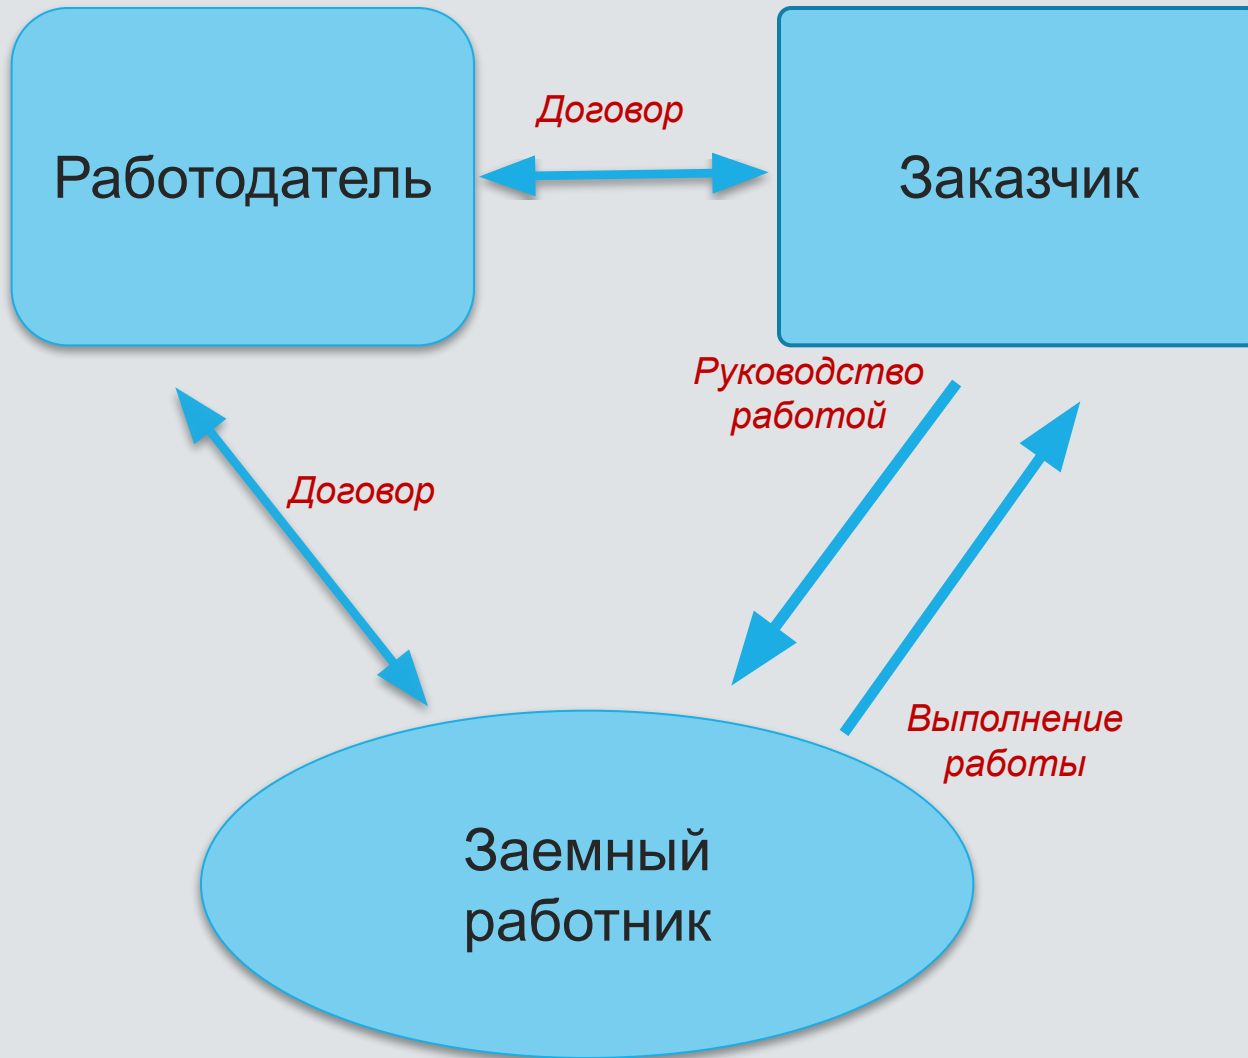 Договор
Работодатель
Заказчик
Руководство
работой
Договор
Выполнение
работы
Заемный
работник